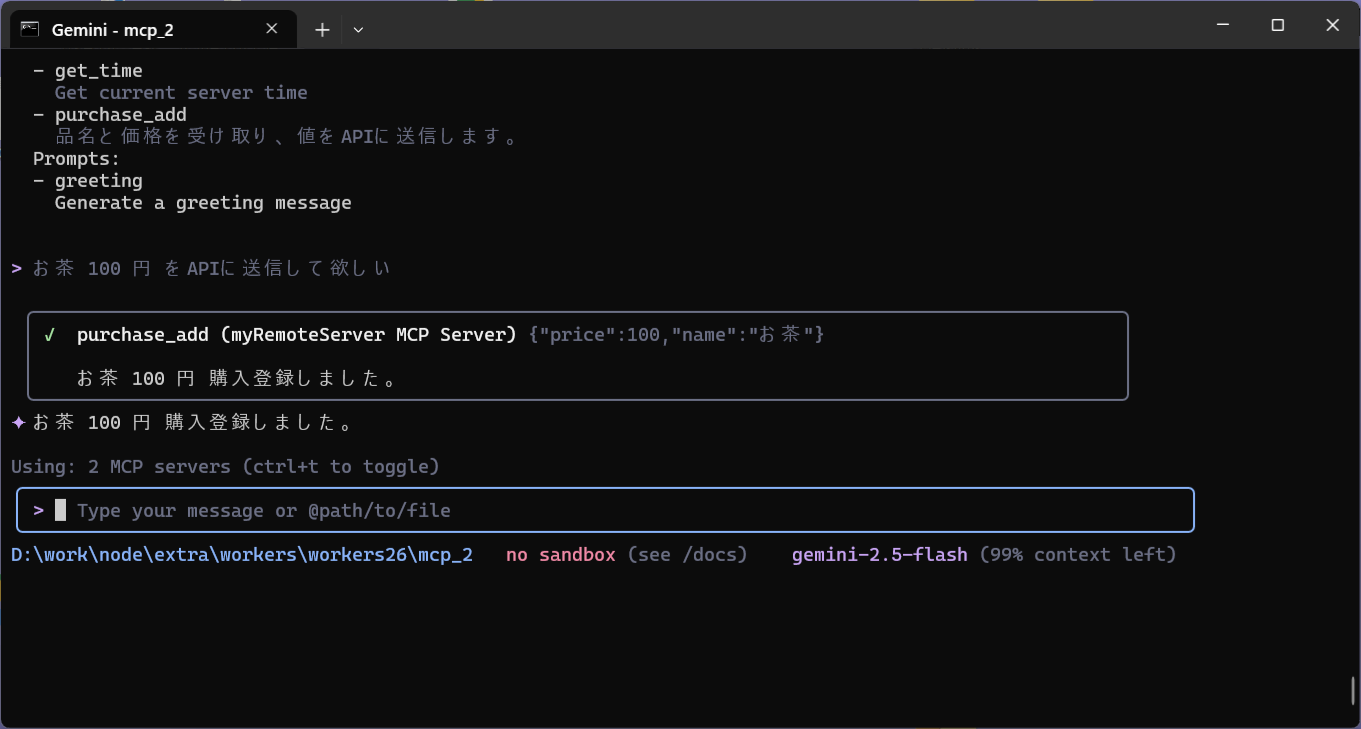 Gemini - mcp_2
- get_time
Get current server time
- purchase_add
品名と価格を受け取り、値をAPIに送信します。
Prompts:
- greeting
Generate a greeting message
> お茶 100 円 をAPIに送信して欲しい
✓ purchase_add (myRemoteServer MCP Server) {"price":100,"name":"お茶"}
お茶 100 円 購入登録しました。
✦ お茶 100 円 購入登録しました。
Using: 2 MCP servers (ctrl+t to toggle)
> Type your message or @path/to/file
D:\work\node\extra\workers\workers26\mcp_2 no sandbox (see /docs) gemini-2.5-flash (99% context left)